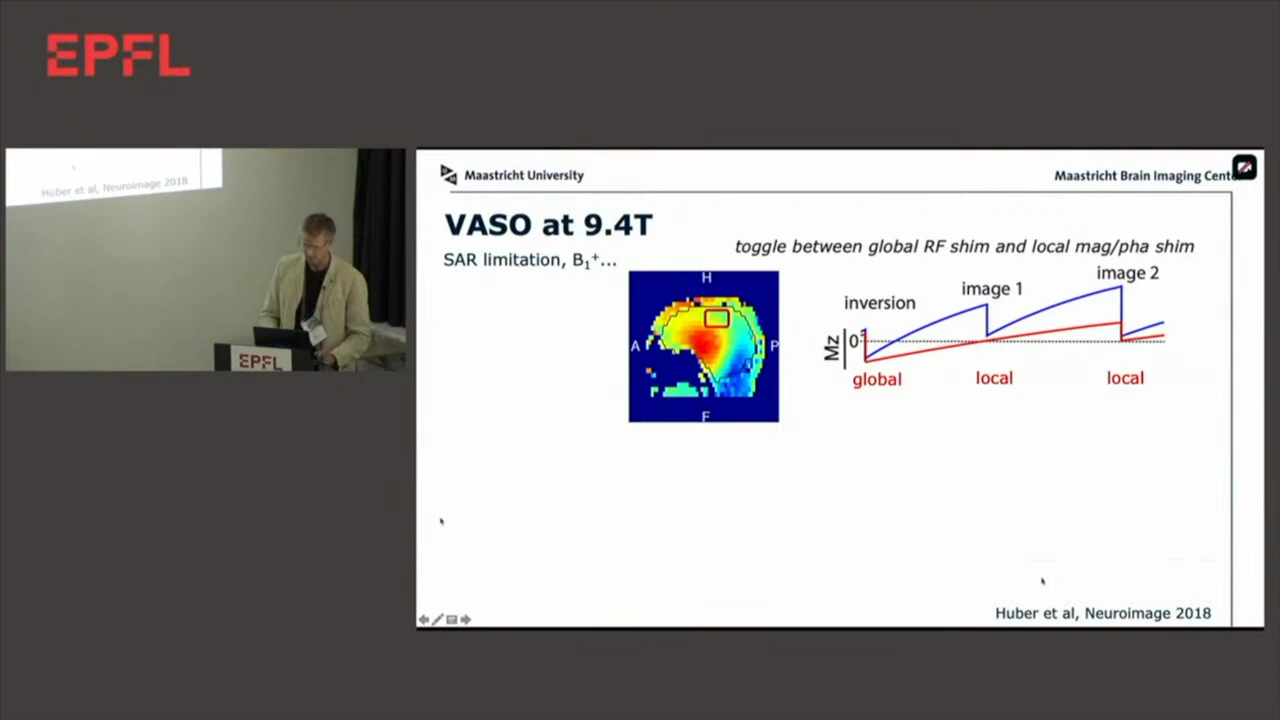 EPFL
Huber et al, Neuroimage 2018
EPFL
Maastricht University
Maastricht Brain Imaging
VASO at 9.4T
SAR limitation, B₁⁺...
toggle between global RF shim and local mag/pha shim
H
A
P
F
inversion
image 1
image 2
Mz
0
global
local
local
Huber et al, Neuroimage 2018